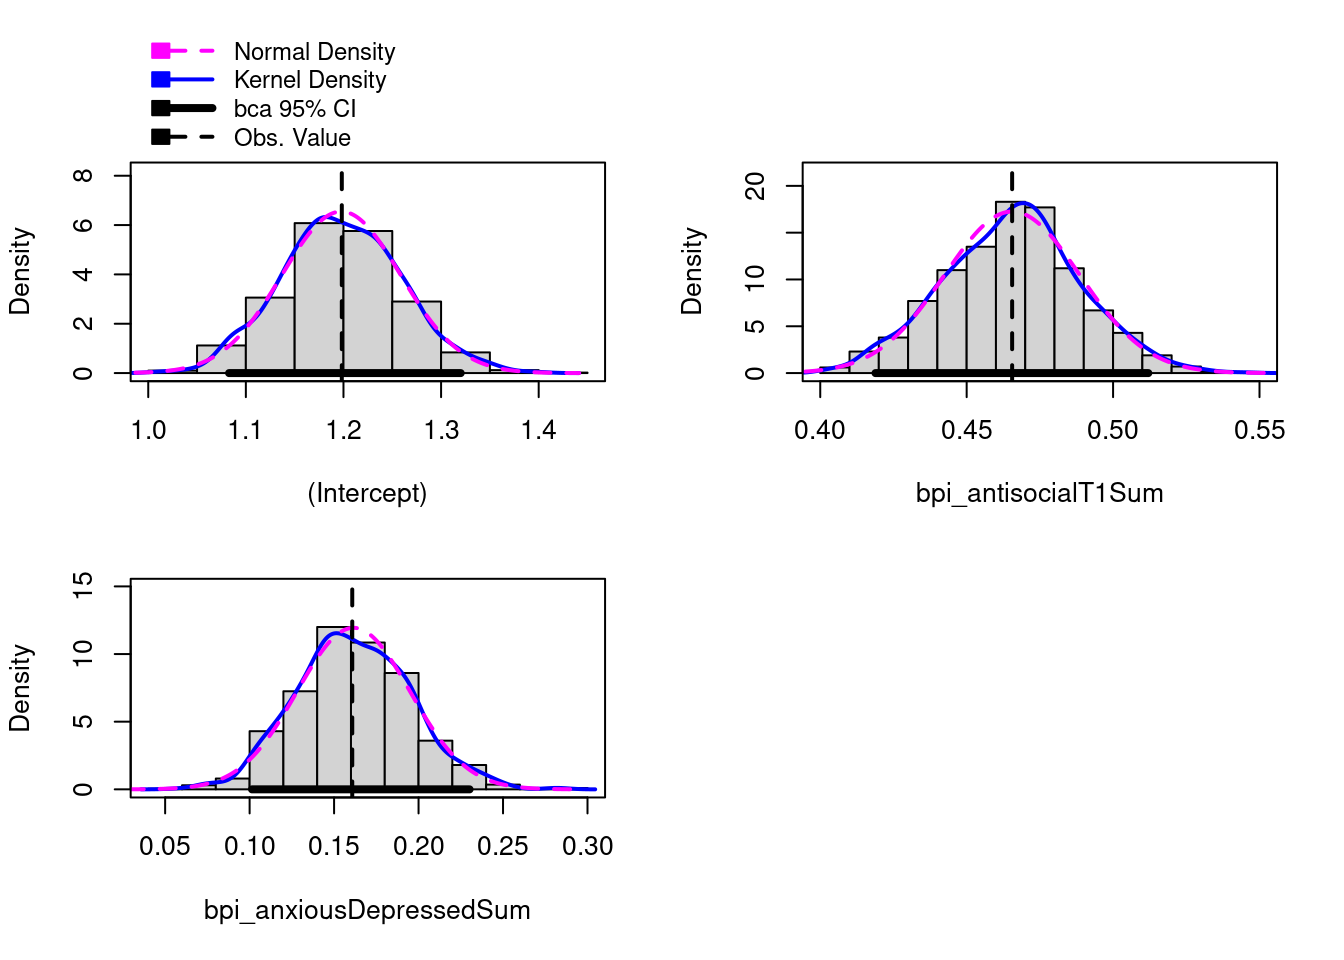 Normal Density
Kernel Density
bca 95% CI
Obs. Value
Density
0 2 4 6 8
1.0 1.1 1.2 1.3 1.4
(Intercept)
Density
0 5 10 20
0.40 0.45 0.50 0.55
bpi_antisocialT1Sum
Density
0 5 10 15
0.05 0.10 0.15 0.20 0.25 0.30
bpi_anxiousDepressedSum